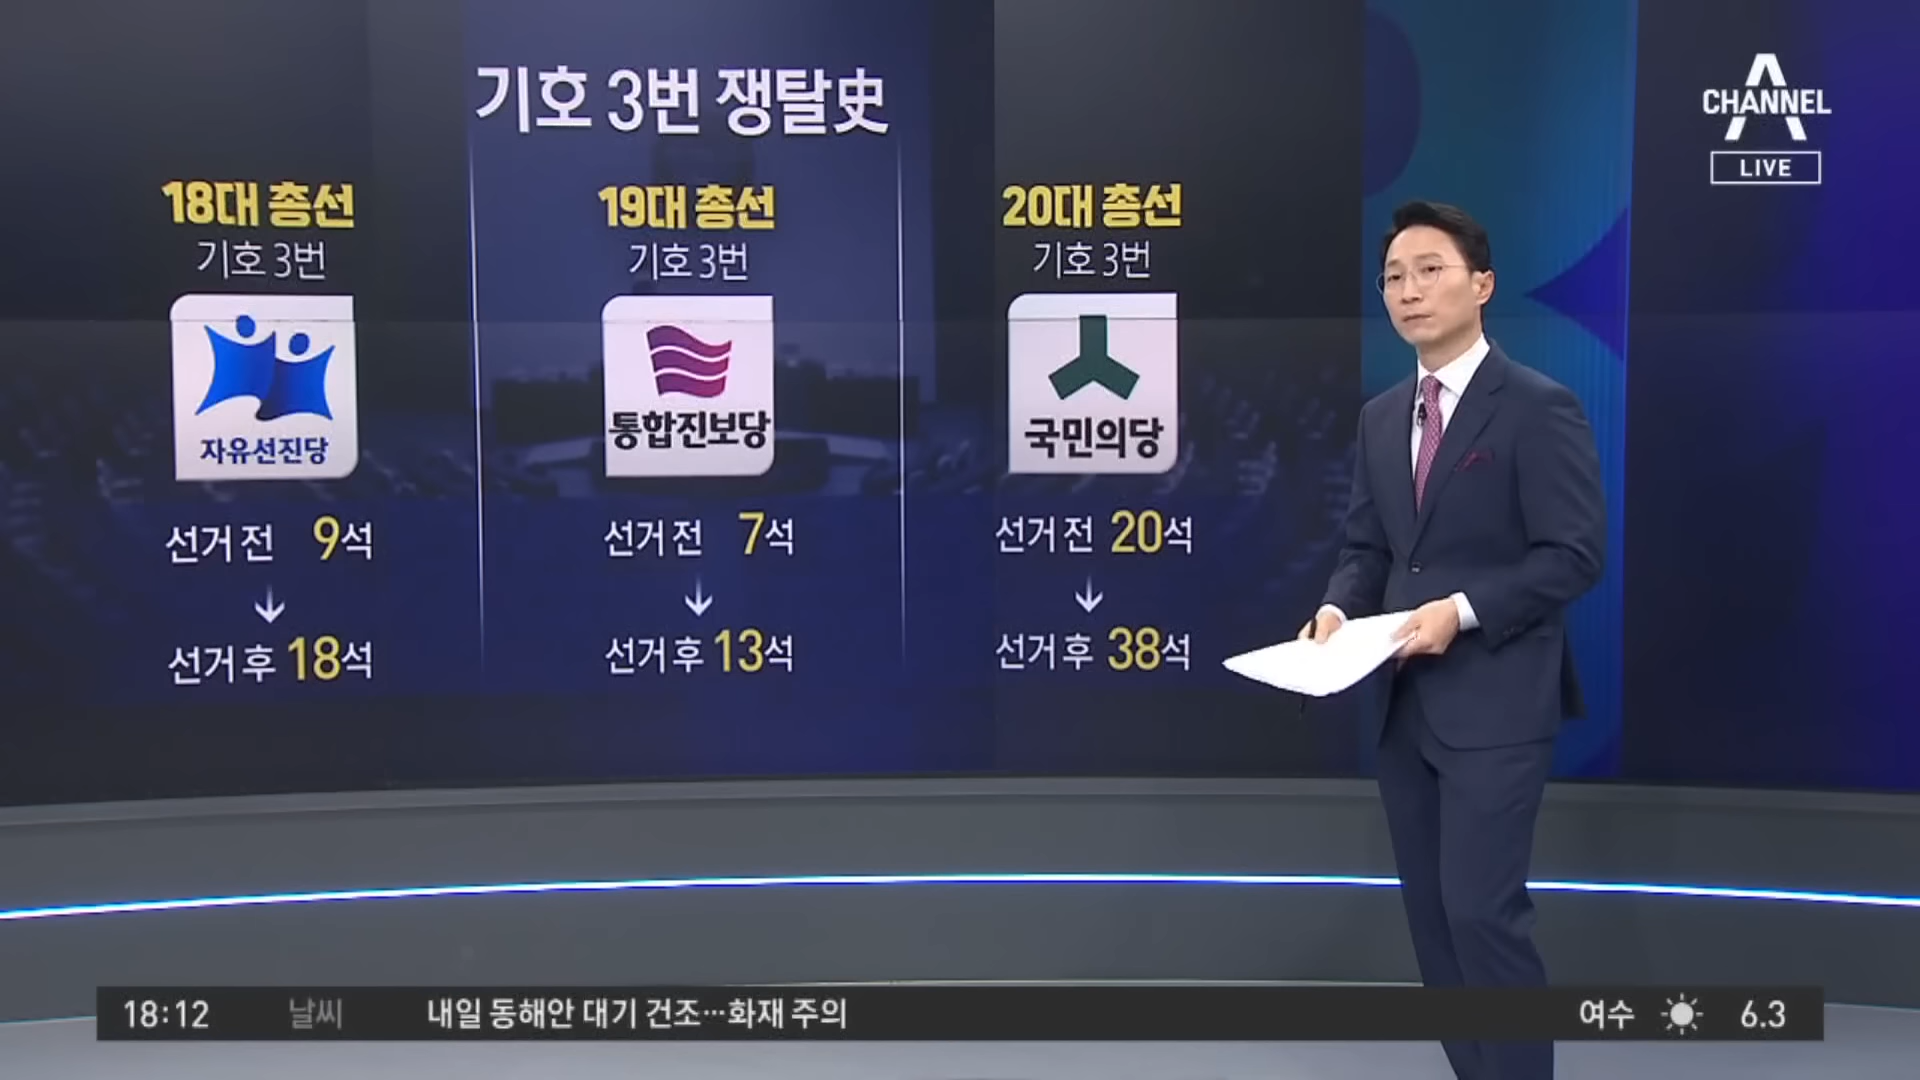 기호 3번 쟁탈史
CHANNEL A
LIVE
18대 총선
기호 3번
자유선진당
선거 전 9석
선거 후 18석
19대 총선
기호 3번
통합진보당
선거 전 7석
선거 후 13석
20대 총선
기호 3번
국민의당
선거 전 20석
선거 후 38석
18:12 날씨 내일 동해안 대기 건조…화재 주의 여수 6.3